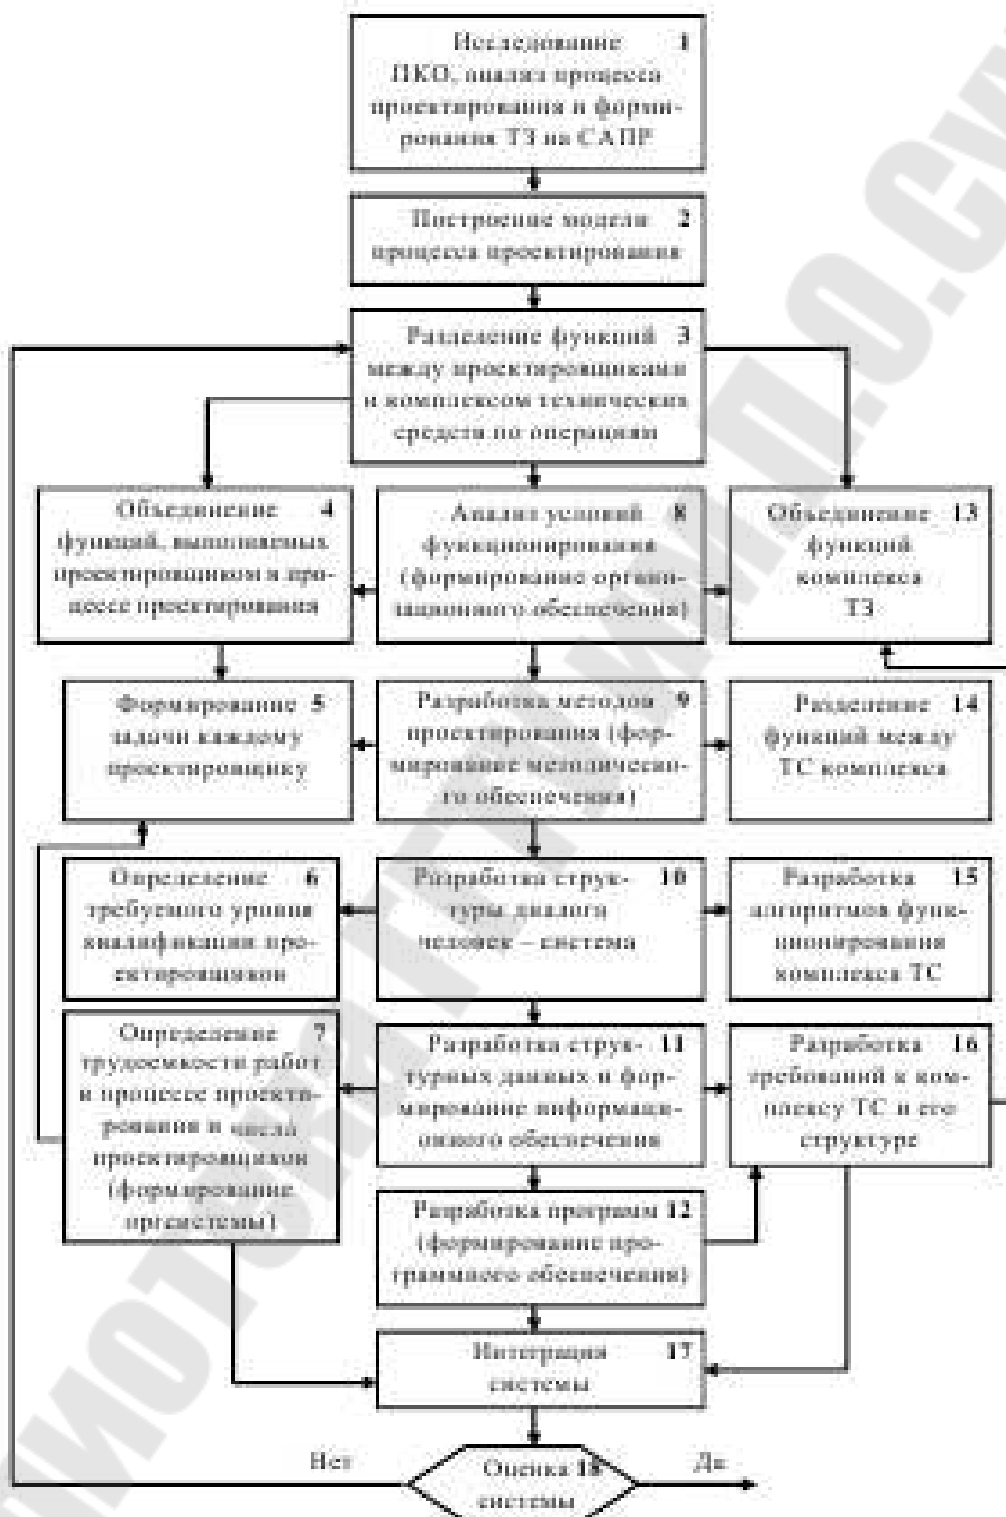 Исследование 1
ПКО, анализ процесса
проектирования и форми-
рования ТЗ на САПР
Построение модели 2
процесса проектирования
Разделение функций 3
между проектировщиками
и комплексом технических
средств по операциям
Объединение 4
функций, выполняемых
проектировщиком в про-
цессе проектирования
Анализ условий 8
функционирования
(формирование органи-
зационного обеспечения)
Объединение 13
функций
комплекса
ТЗ
Формирование 5
задачи каждому
проектировщику
Разработка методов 9
проектирования (фор-
мирование методическо-
го обеспечения)
Разделение 14
функций между
ТС комплекса
Определение 6
требуемого уровня
квалификации про-
ектировщиков
Разработка струк- 10
туры диалога
человек – система
Разработка 15
алгоритмов функ-
ционирования
комплекса ТС
Определение 7
трудоемкости работ
в процессе проекти-
рования и числа
проектировщиков
(формирование
оргсистемы)
Разработка струк- 11
турных данных и фор-
мирование информаци-
онного обеспечения
Разработка 16
требований к ком-
плексу ТС и его
структуре
Разработка программ 12
(формирование про-
граммного обеспечения)
Интеграция 17
системы
Нет
Оценка 18
системы
Да